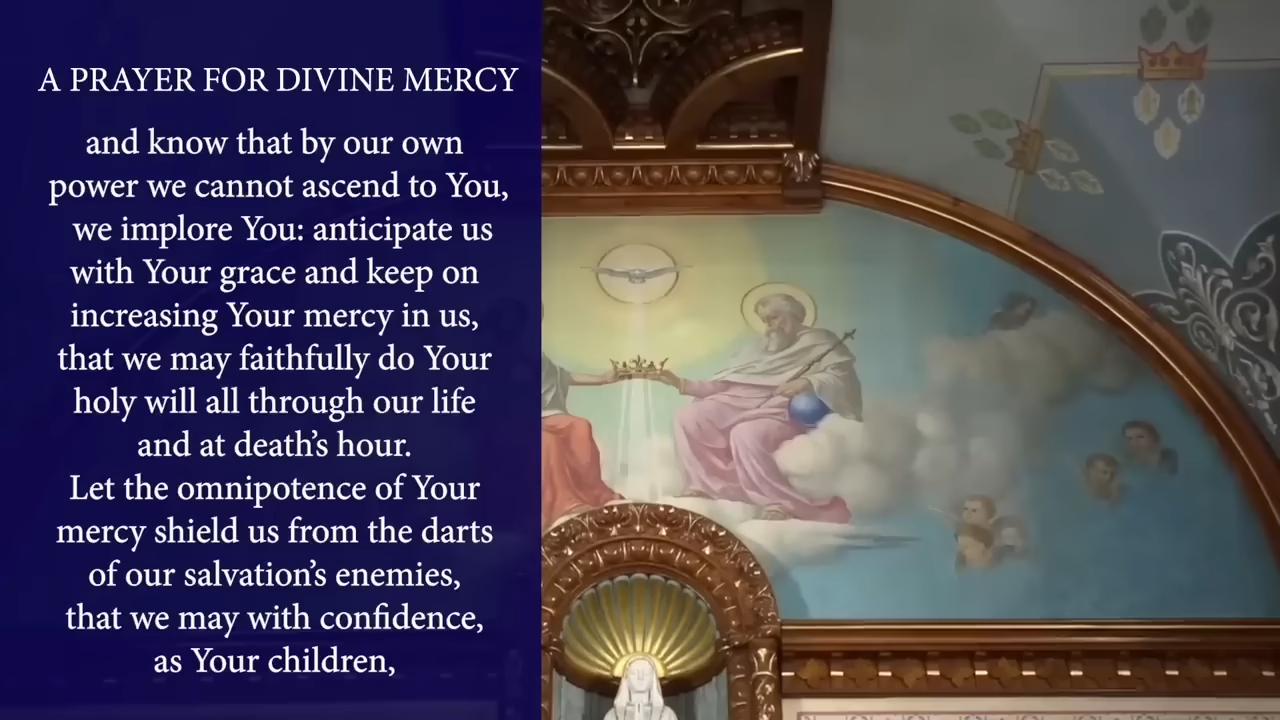 A PRAYER FOR DIVINE MERCY
and know that by our own
power we cannot ascend to You,
we implore You: anticipate us
with Your grace and keep on
increasing Your mercy in us,
that we may faithfully do Your
holy will all through our life
and at death’s hour.
Let the omnipotence of Your
mercy shield us from the darts
of our salvation’s enemies,
that we may with confidence,
as Your children,